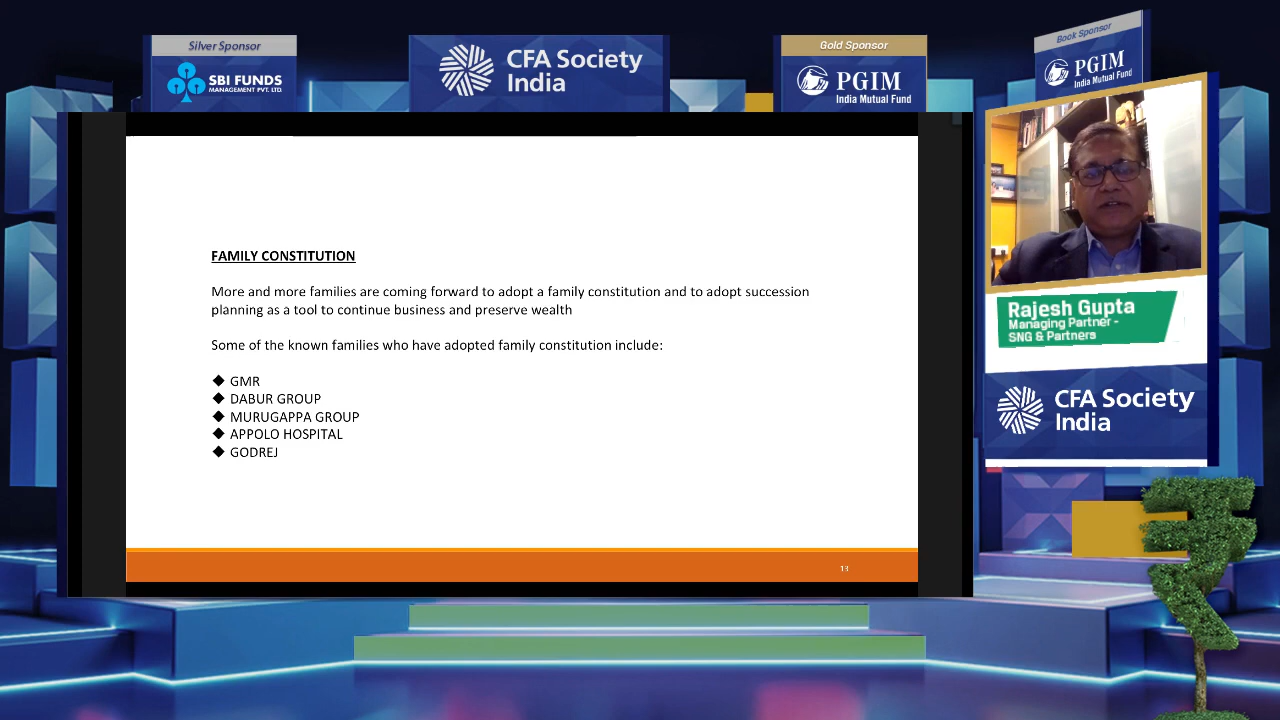 Silver Sponsor
SBI FUNDS
MANAGEMENT PVT. LTD.
CFA Society
India
Gold Sponsor
PGIM
India Mutual Fund
Book Sponsor
PGIM
India Mutual Fund
FAMILY CONSTITUTION
More and more families are coming forward to adopt a family constitution and to adopt succession
planning as a tool to continue business and preserve wealth
Some of the known families who have adopted family constitution include:
◆ GMR
◆ DABUR GROUP
◆ MURUGAPPA GROUP
◆ APPOLO HOSPITAL
◆ GODREJ
13
Rajesh Gupta
Managing Partner -
SNG & Partners
CFA Society
India